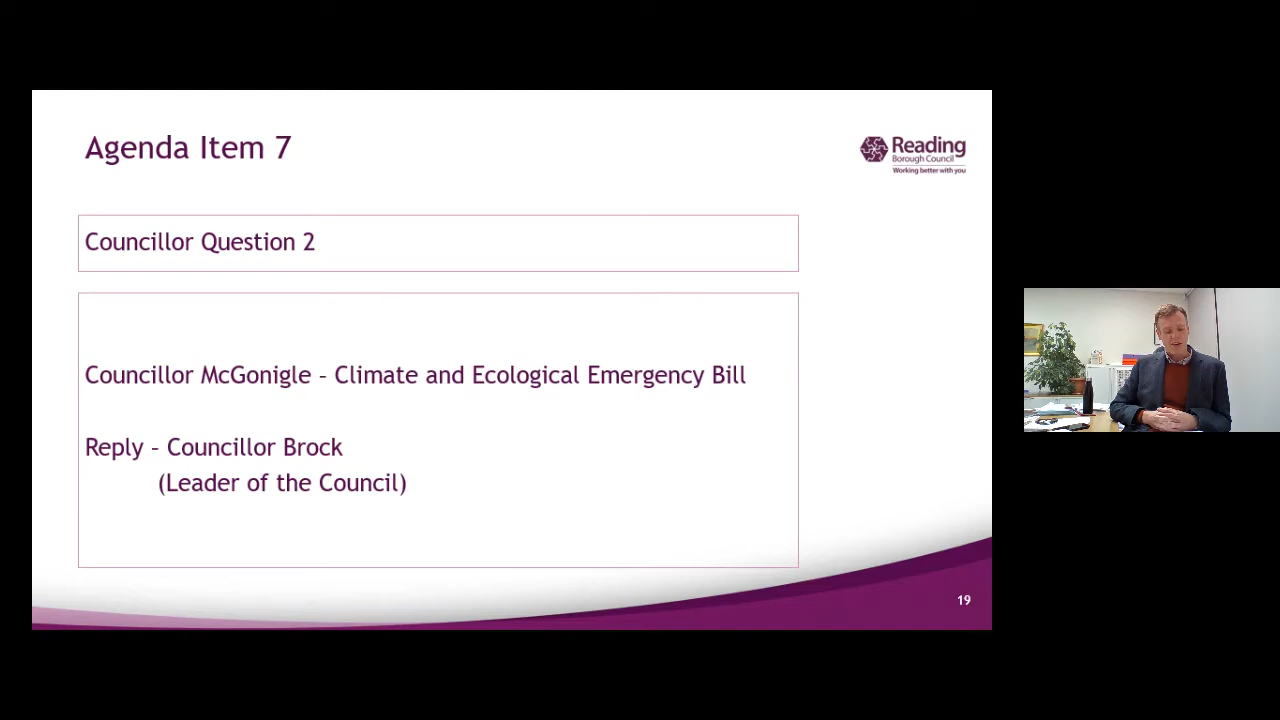 Agenda Item 7
Reading
Borough Council
Working better with you
Councillor Question 2
Councillor McGonigle – Climate and Ecological Emergency Bill
Reply – Councillor Brock
(Leader of the Council)
19